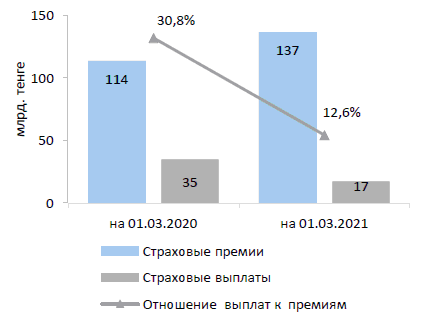 млрд. тенге
150
100
50
0
30,8%
12,6%
114
35
137
17
на 01.03.2020
на 01.03.2021
Страховые премии
Страховые выплаты
Отношение выплат к премиям